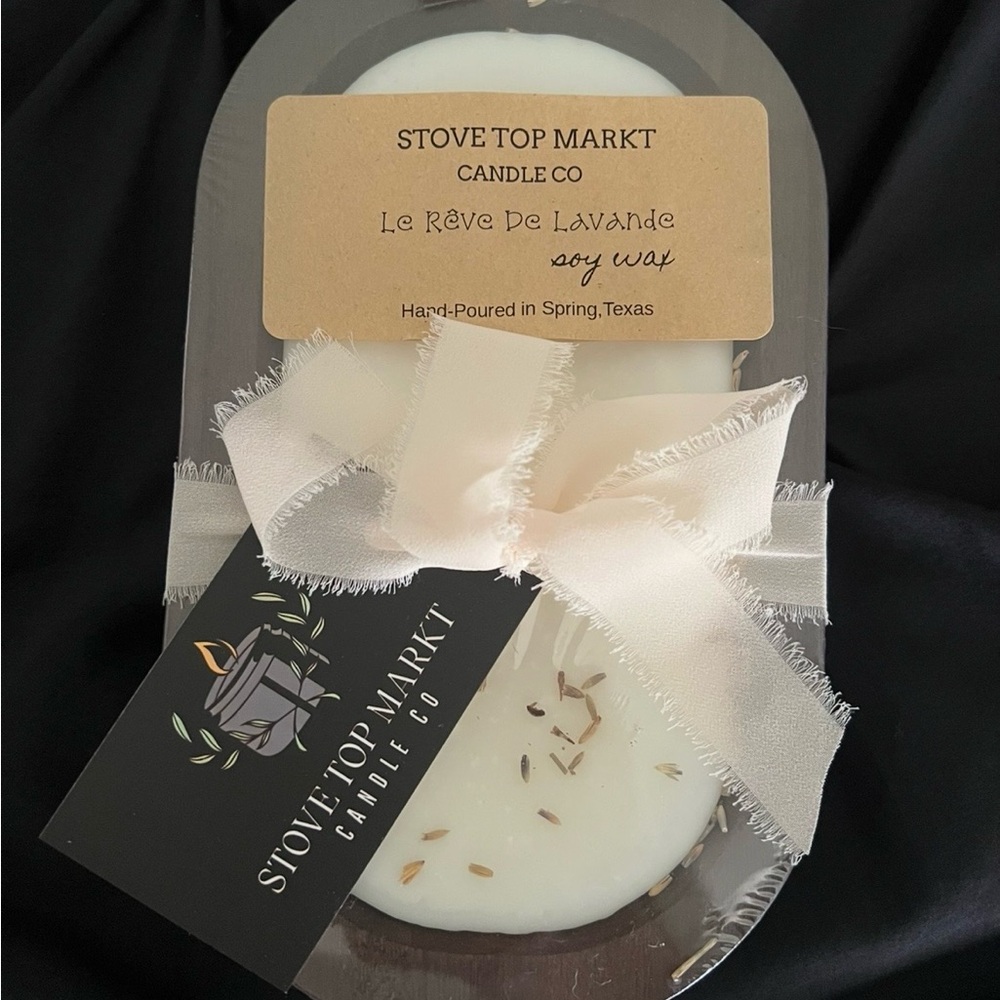 STOVE TOP MARKT
CANDLE CO
Le Rêve De Lavande
soy wax
Hand-Poured in Spring,Texas
STOVE TOP MARKT
CANDLE CO